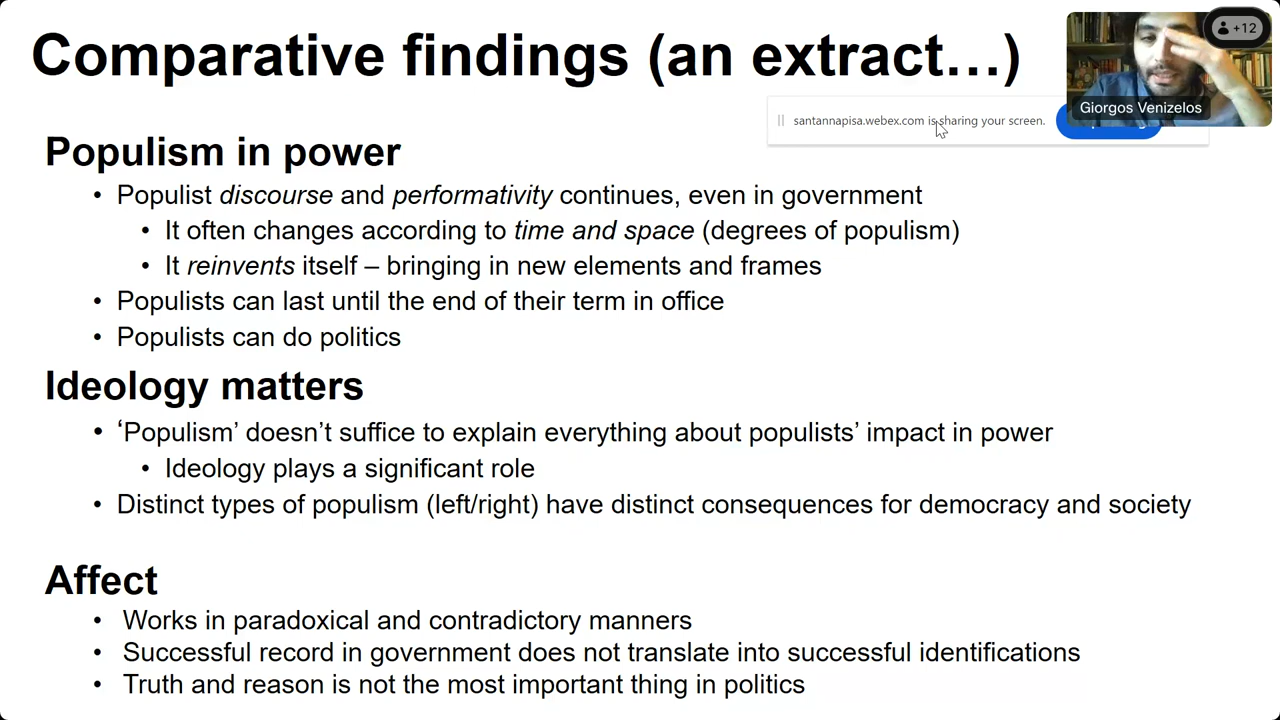 Comparative findings (an extract…)
+12
Giorgos Venizelos
santannapisa.webex.com is sharing your screen.
Populism in power
• Populist discourse and performativity continues, even in government
• It often changes according to time and space (degrees of populism)
• It reinvents itself – bringing in new elements and frames
• Populists can last until the end of their term in office
• Populists can do politics
Ideology matters
• ‘Populism’ doesn’t suffice to explain everything about populists’ impact in power
• Ideology plays a significant role
• Distinct types of populism (left/right) have distinct consequences for democracy and society
Affect
• Works in paradoxical and contradictory manners
• Successful record in government does not translate into successful identifications
• Truth and reason is not the most important thing in politics